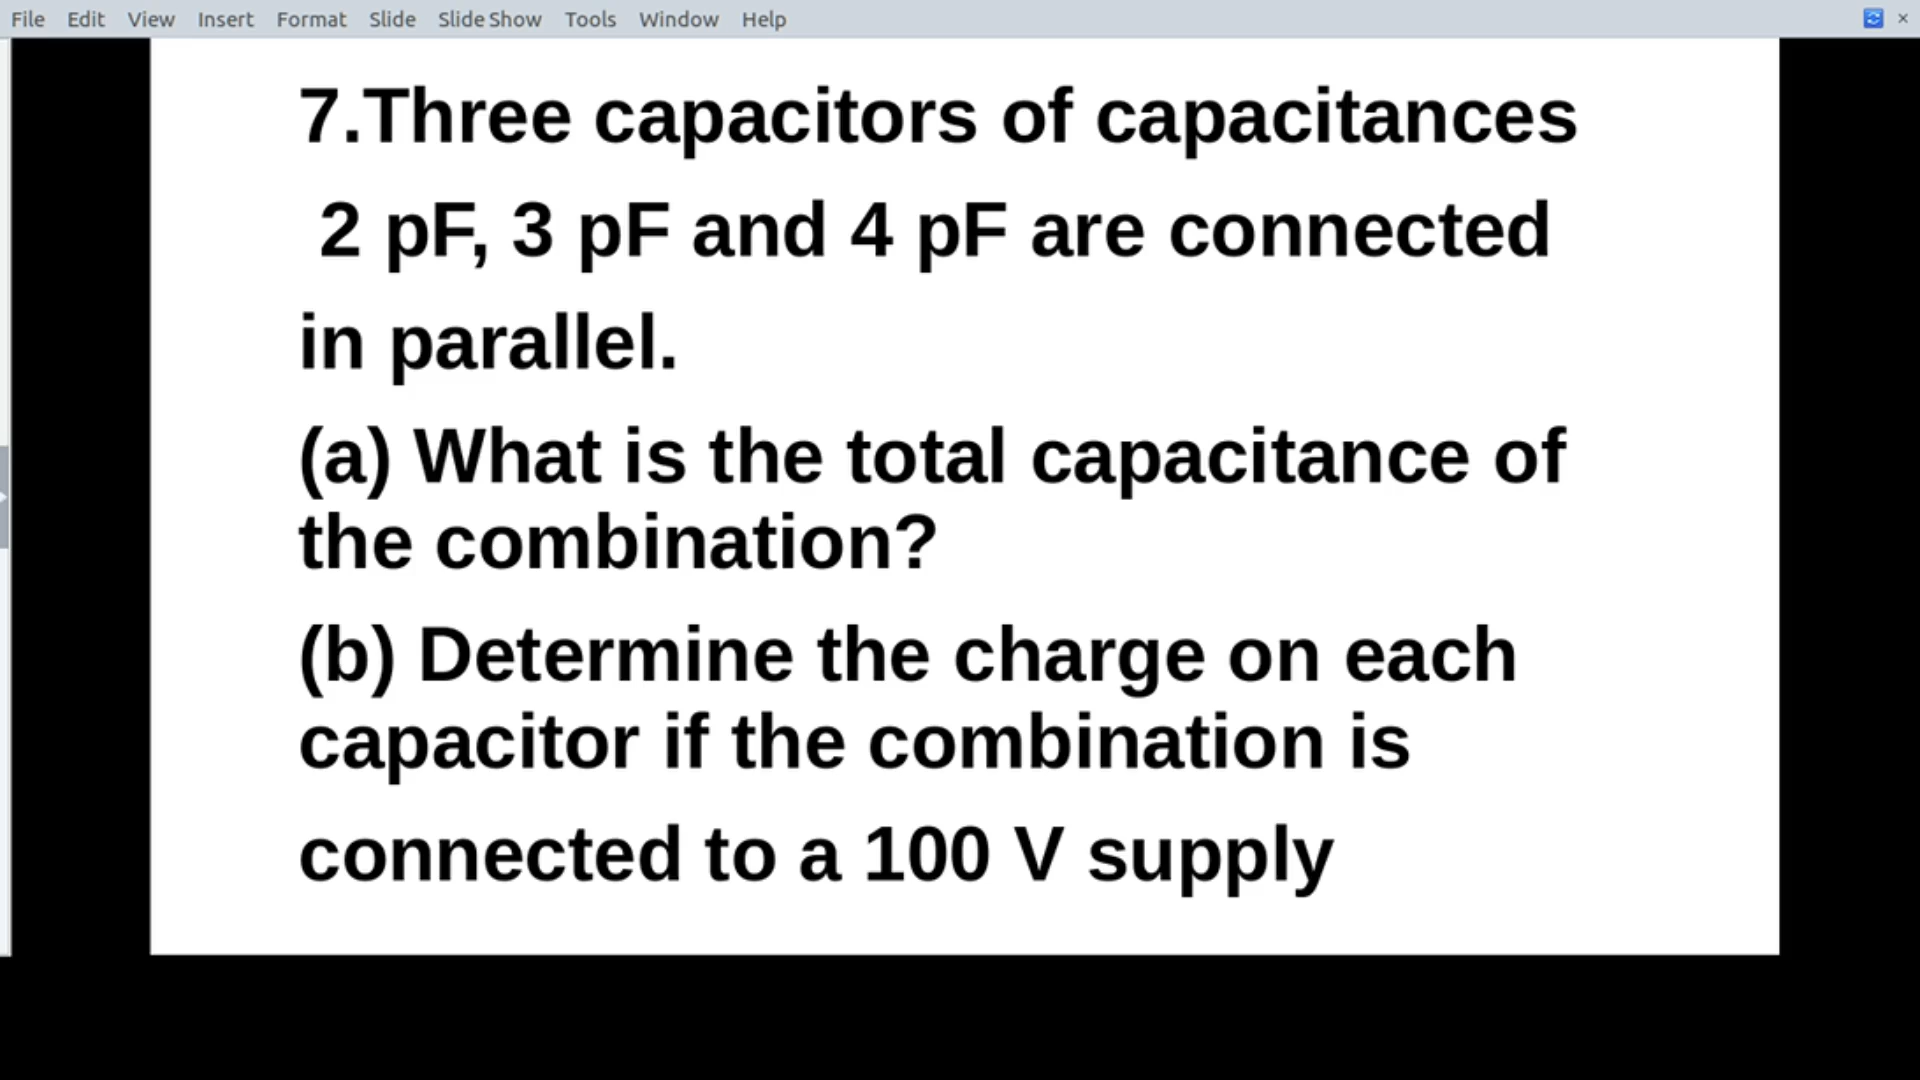 File Edit View Insert Format Slide Slide Show Tools Window Help
7.Three capacitors of capacitances
2 pF, 3 pF and 4 pF are connected
in parallel.
(a) What is the total capacitance of
the combination?
(b) Determine the charge on each
capacitor if the combination is
connected to a 100 V supply